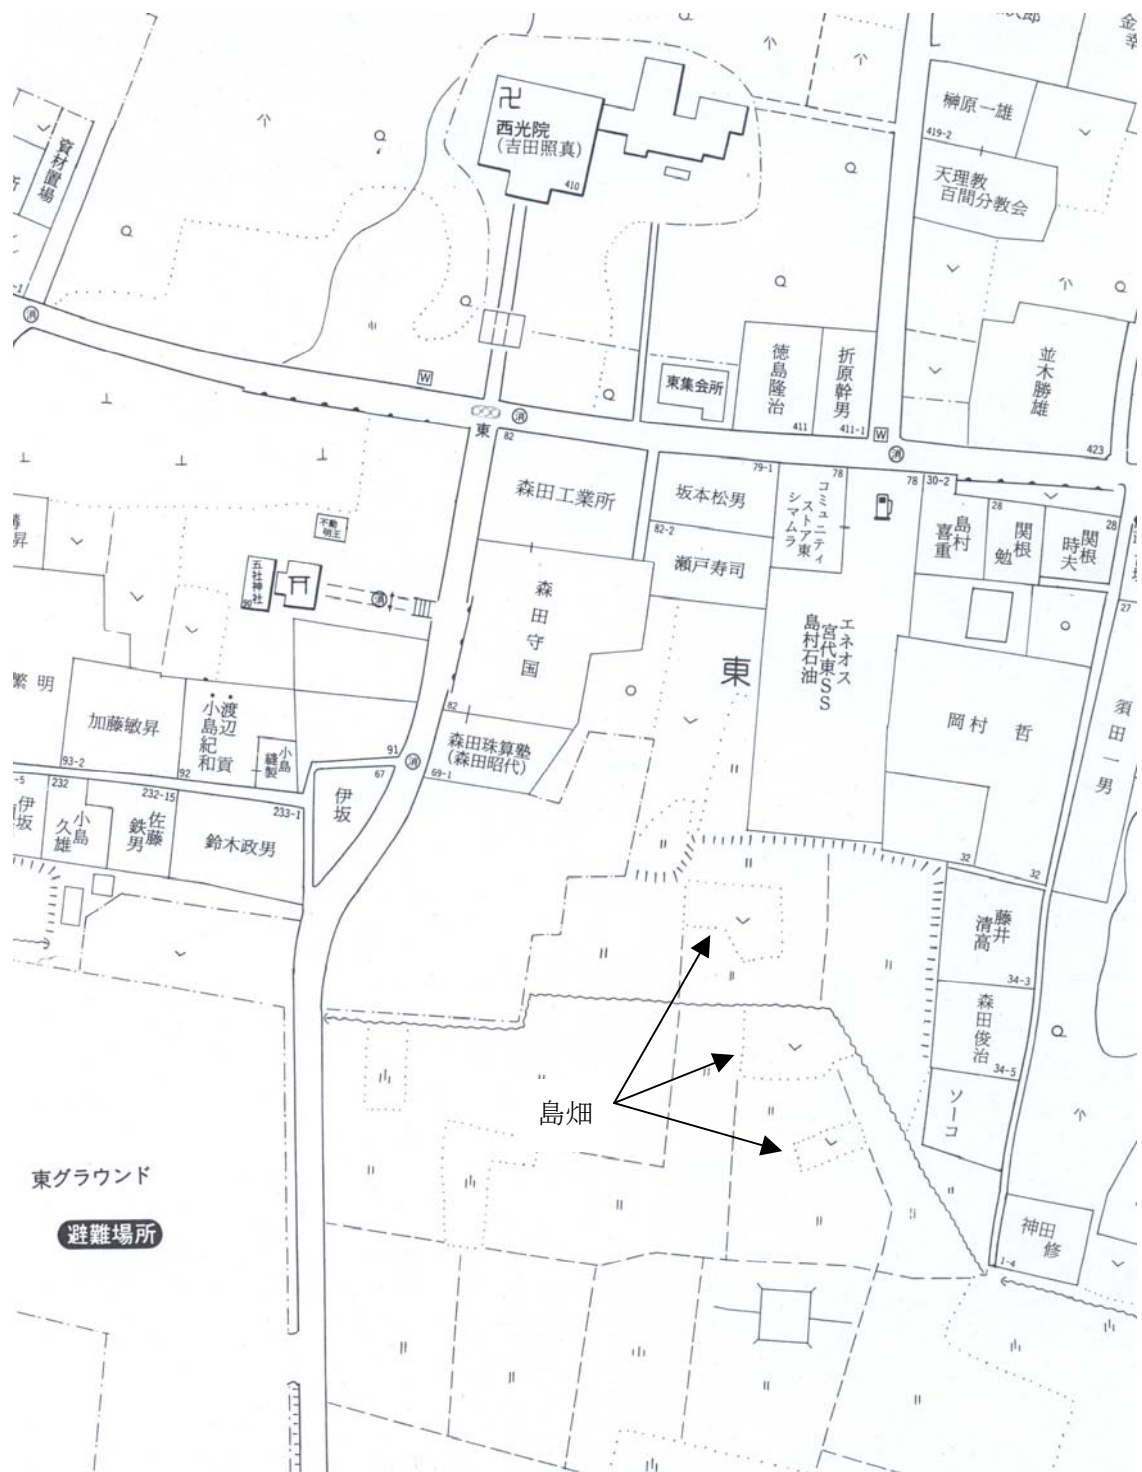 西光院
(吉田照真)
410
榊原一雄
419-2
天理教
百間分教会
資材置場
東集会所
徳島隆治
411
折原幹男
411-1
並木勝雄
423
W
W
消
消
消
東
82
森田工業所
坂本松男
79-1
82-2
瀬戸寿司
コミュニティ
ストア東
シマムラ
78
78
30-2
島村
喜重
28
関根
勉
28
関根
時夫
27
不動
明王
五社神社
90
消
森田守国
82
東
エネオス
宮代東SS
島村石油
岡村 哲
32
32
須田一男
繁明
加藤敏昇
93-2
渡辺 貢
小島紀和
92
小島
縫製
91
消
67
伊坂
森田珠算塾
(森田昭代)
69-1
伊坂
232
小島
久雄
232-15
佐藤
鉄男
233-1
鈴木政男
藤井
清高
34-3
森田俊治
34-5
ソーコ
島畑
東グラウンド
避難場所
神田
修
1-4